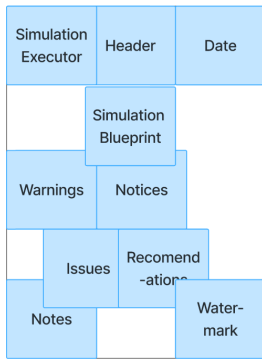 Simulation
Executor
Header
Date
Simulation
Blueprint
Warnings
Notices
Issues
Recomend
-ations
Notes
Water-
mark